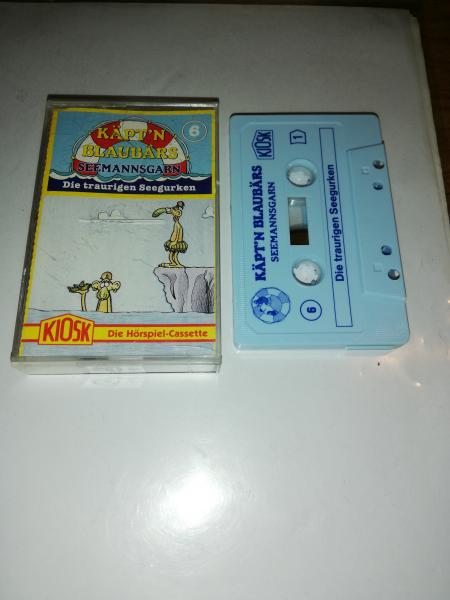 KÄPT'N
BLAUBÄRS
SEEMANNSGARN
6
Die traurigen Seegurken
KIOSK
Die Hörspiel-Cassette
KIOSK
1
KÄPT'N BLAUBÄRS
SEEMANNSGARN
Die traurigen Seegurken
6